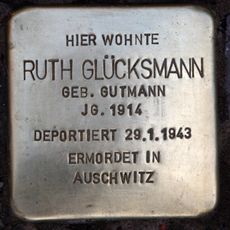 HIER WOHNTE
RUTH GLÜCKSMANN
GEB. GUTMANN
JG. 1914
DEPORTIERT 29.1.1943
ERMORDET IN
AUSCHWITZ